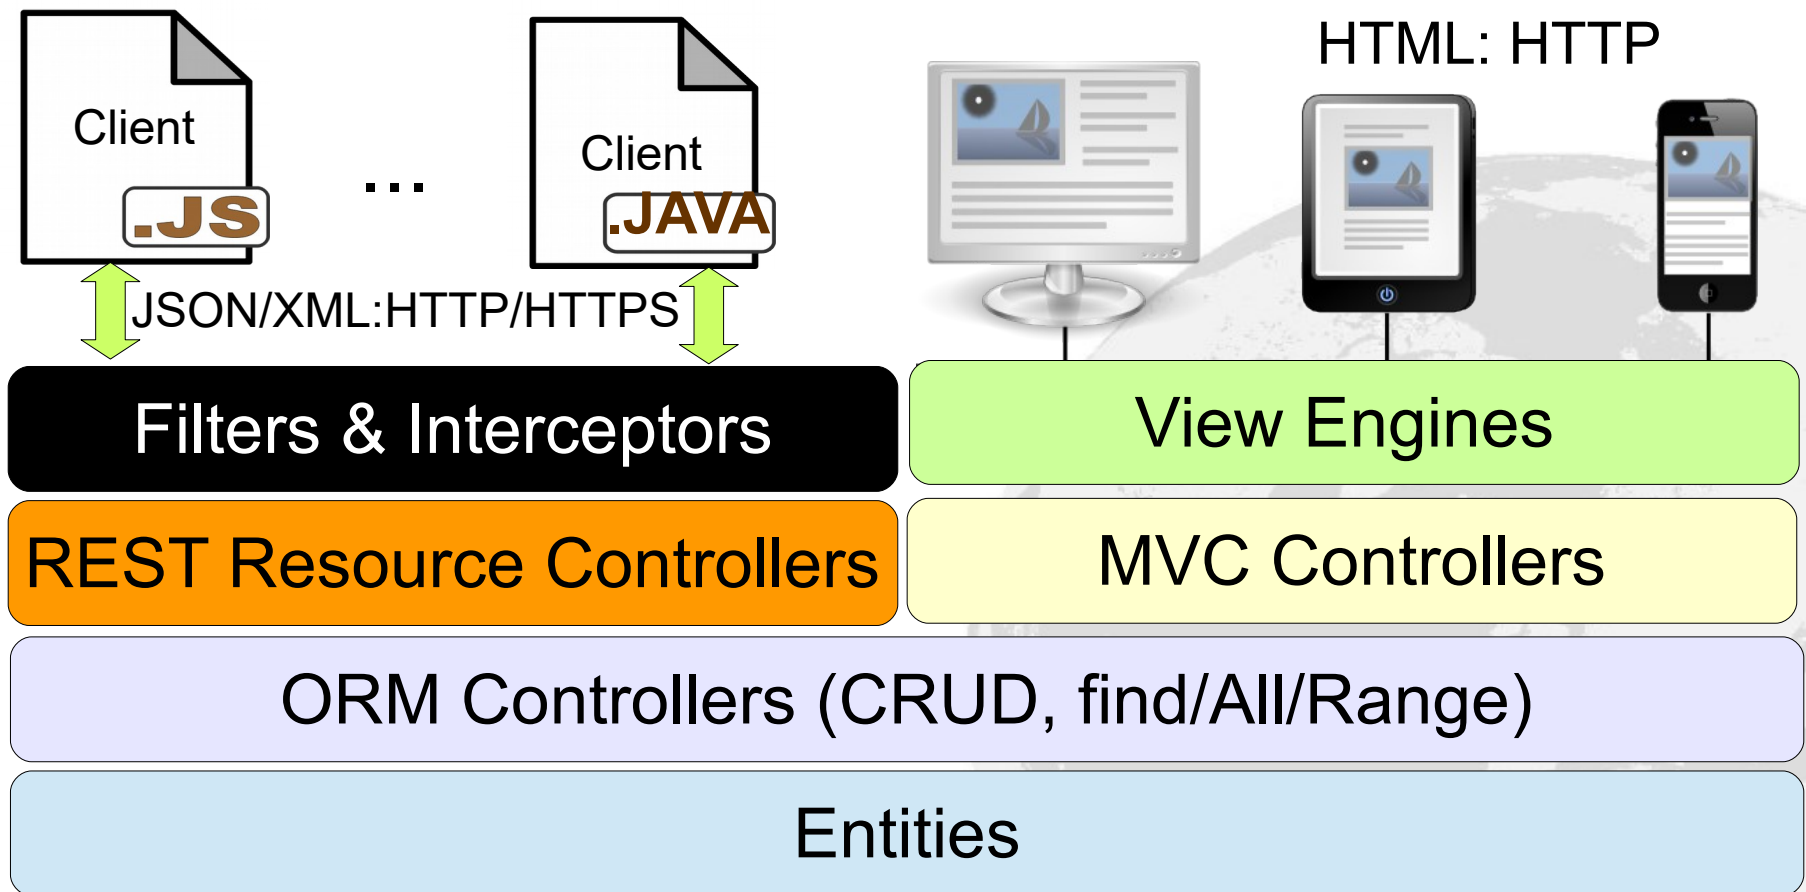 HTML: HTTP
Client
.JS
...
Client
.JAVA
JSON/XML:HTTP/HTTPS
Filters & Interceptors
View Engines
REST Resource Controllers
MVC Controllers
ORM Controllers (CRUD, find/All/Range)
Entities